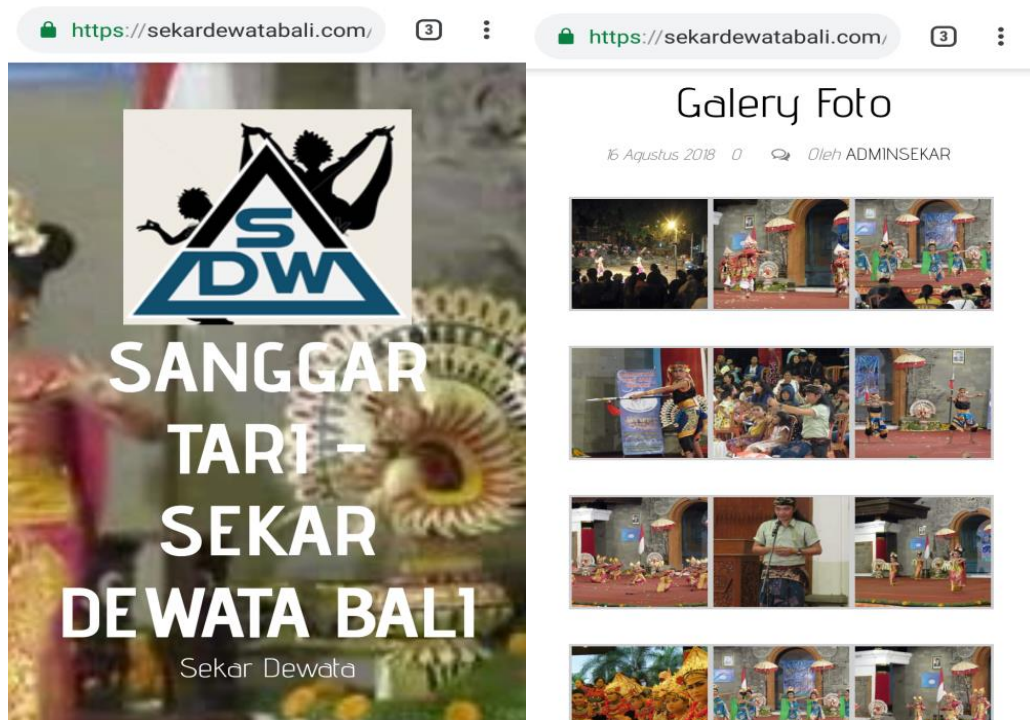 https://sekardewatabali.com/
3
S
DW
SANGGAR
TARI -
SEKAR
DEWATA BALI
Sekar Dewata
https://sekardewatabali.com/
3
Galery Foto
16 Agustus 2018 0 Oleh ADMINSEKAR